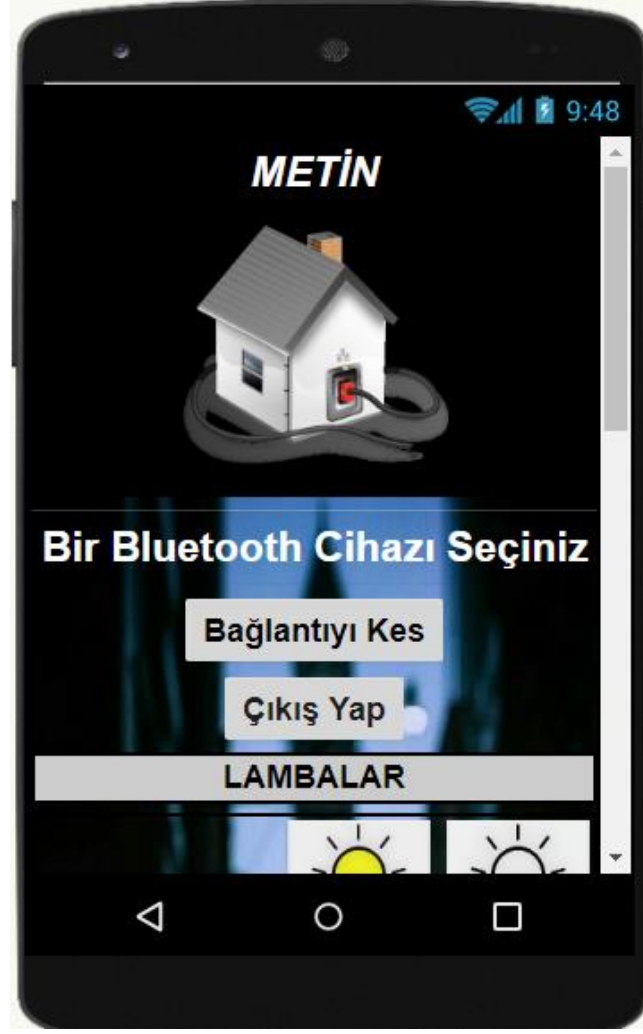 9:48
METİN
Bir Bluetooth Cihazı Seçiniz
Bağlantıyı Kes
Çıkış Yap
LAMBALAR